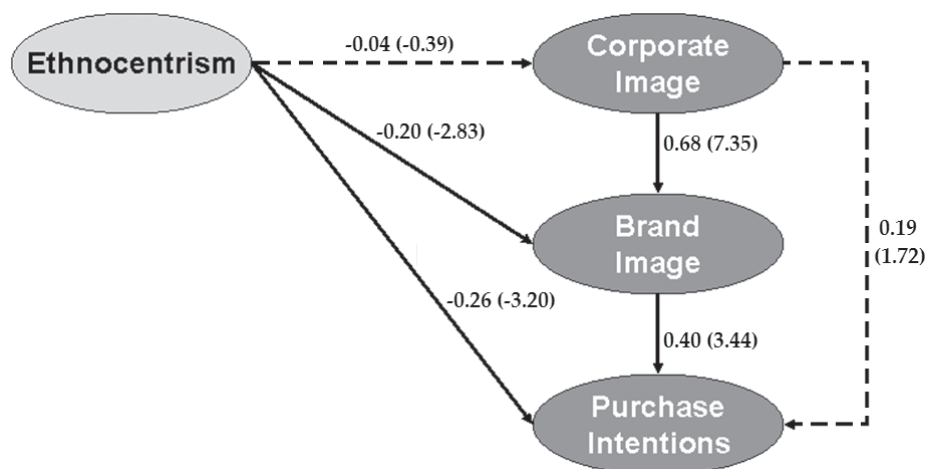 Ethnocentrism
-0.04 (-0.39)
Corporate
Image
-0.20 (-2.83)
0.68 (7.35)
Brand
Image
0.19
(1.72)
-0.26 (-3.20)
0.40 (3.44)
Purchase
Intentions